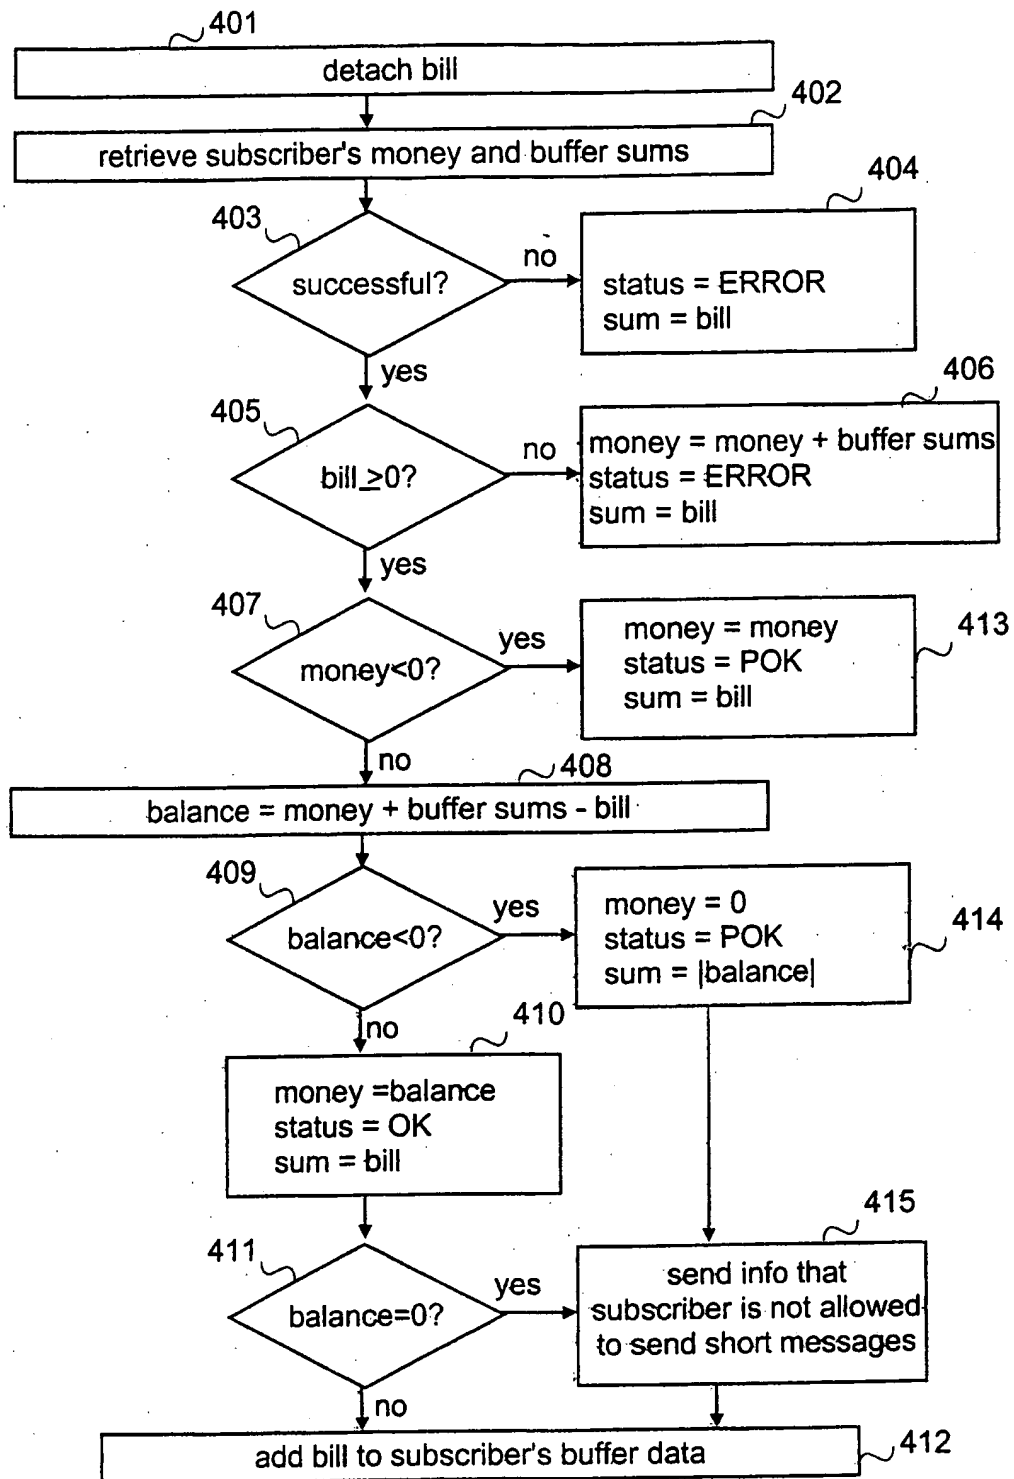 401
detach bill
402
retrieve subscriber's money and buffer sums
403
successful?
no
404
status = ERROR
sum = bill
yes
405
bill ≥0?
no
406
money = money + buffer sums
status = ERROR
sum = bill
yes
407
money<0?
yes
413
money = money
status = POK
sum = bill
no
408
balance = money + buffer sums - bill
409
balance<0?
yes
414
money = 0
status = POK
sum = |balance|
no
410
money =balance
status = OK
sum = bill
411
balance=0?
yes
415
send info that
subscriber is not allowed
to send short messages
no
412
add bill to subscriber's buffer data